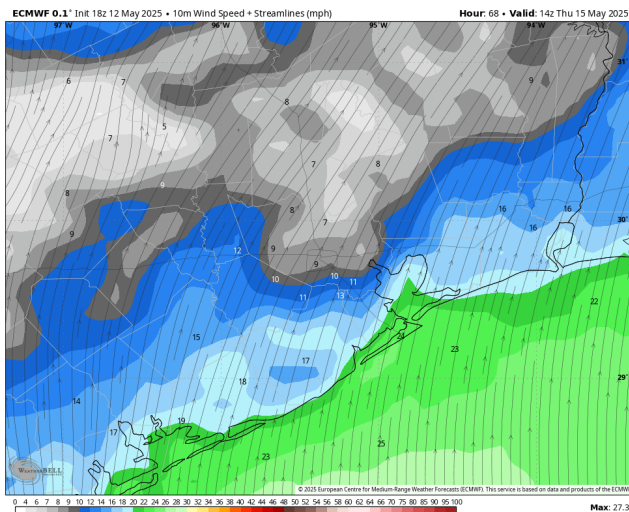 ECMWF 0.1° Init 18z 12 May 2025 • 10m Wind Speed + Streamlines (mph) Hour: 68 • Valid: 14z Thu 15 May 2025
97°W 96°W 95°W 94°W
31°
6 7 9
8
5
7
7 8
9
8
8 16 16
7 30°
9 16
12 9
9
10 10 11
11 13
22
15 24
23
17
29°
18
14
19
17
25
23
WEATHERBELL
© 2025 European Centre for Medium-Range Weather Forecasts (ECMWF). This service is based on data and products of the ECMWF
0 4 6 7 8 9 10 12 14 16 18 20 22 24 26 28 30 32 34 36 38 40 42 44 46 48 50 52 54 56 58 60 62 64 66 68 70 75 80 85 90 95 100
Max: 27.3